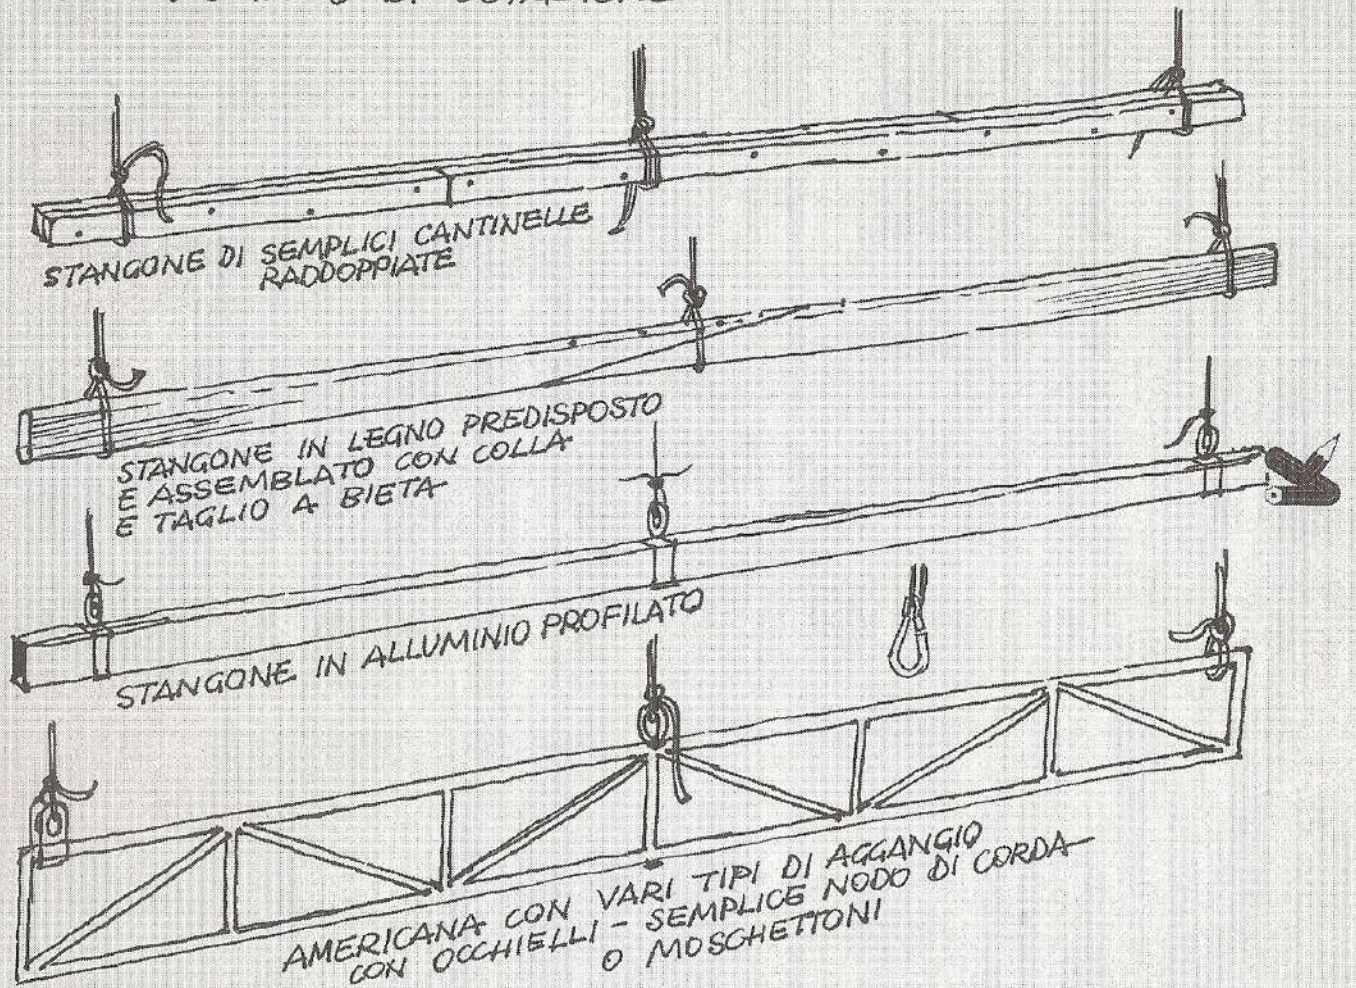 STANGONE DI SEMPLICI CANTINELLE
RADDOPPIATE
STANGONE IN LEGNO PREDISPOSTO
E ASSEMBLATO CON COLLA
E TAGLIO A BIETA
STANGONE IN ALLUMINIO PROFILATO
AMERICANA CON VARI TIPI DI AGGANGIO
CON OCCHIELLI - SEMPLICE NODO DI CORDA
O MOSCHETTONI